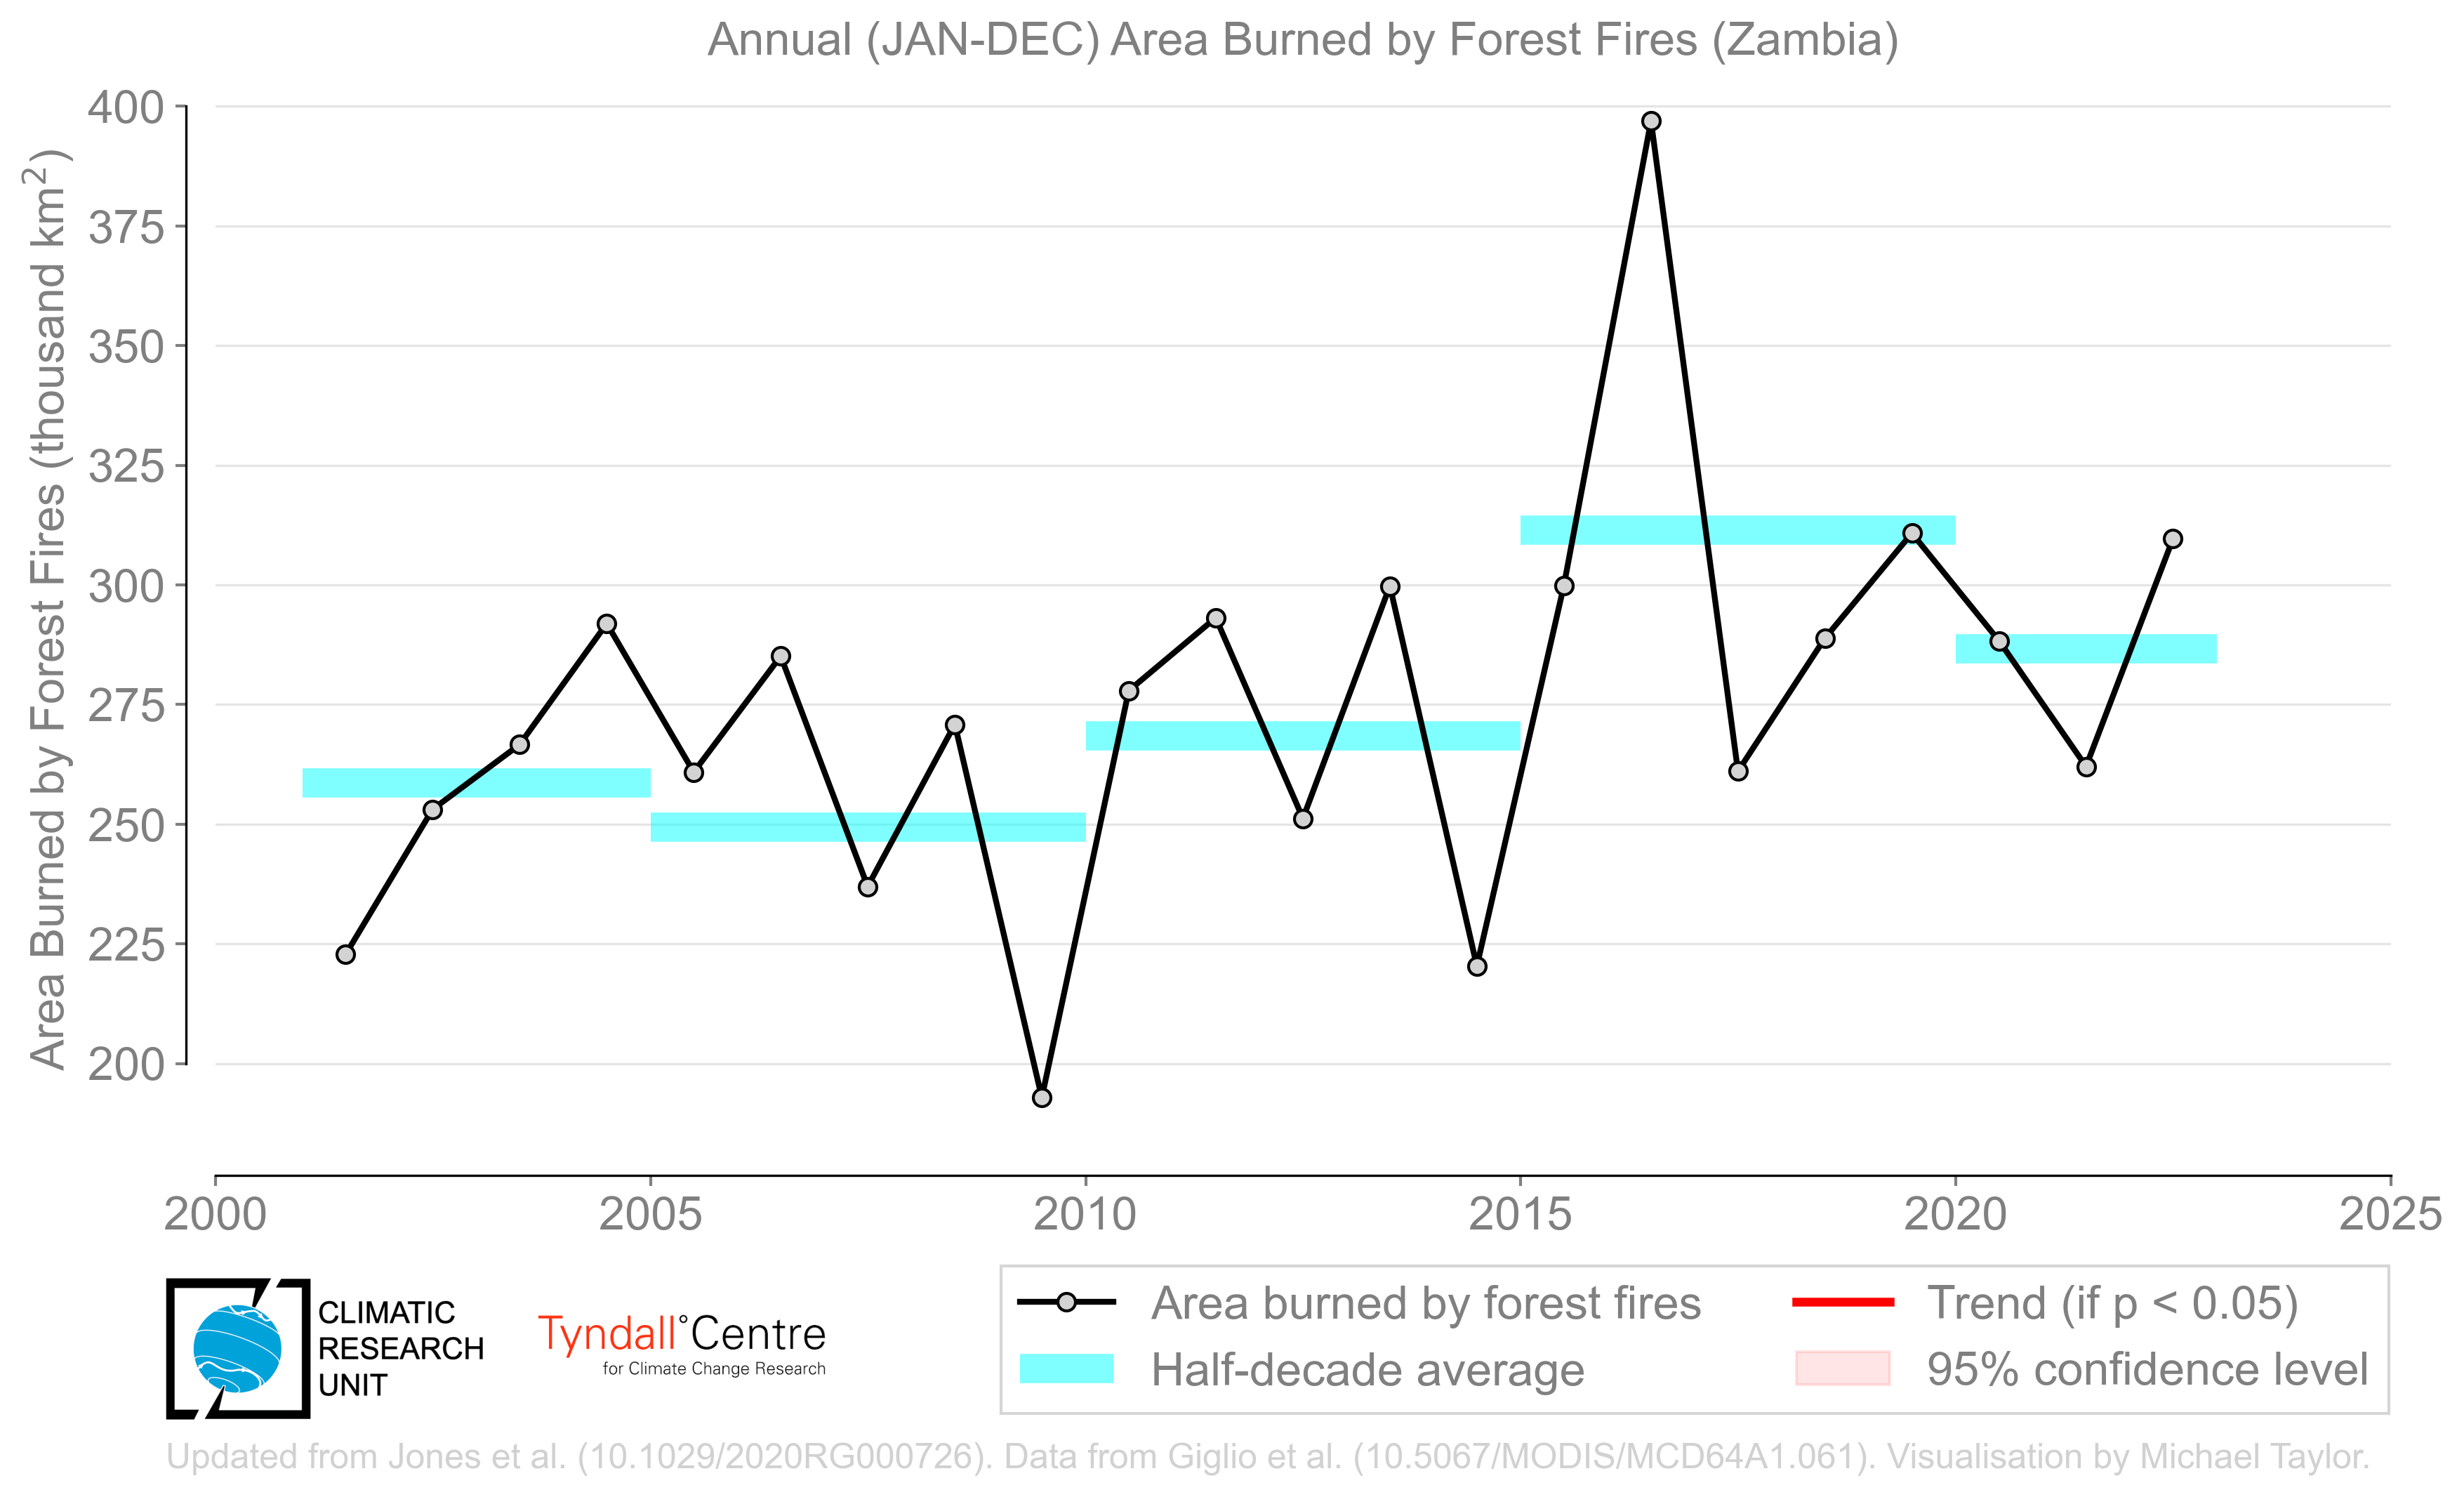 Annual (JAN-DEC) Area Burned by Forest Fires (Zambia)
Area Burned by Forest Fires (thousand km²)
400
375
350
325
300
275
250
225
200
2000 2005 2010 2015 2020 2025
CLIMATIC
RESEARCH
UNIT
Tyndall°Centre
for Climate Change Research
Area burned by forest fires
Half-decade average
Trend (if p < 0.05)
95% confidence level
Updated from Jones et al. (10.1029/2020RG000726). Data from Giglio et al. (10.5067/MODIS/MCD64A1.061). Visualisation by Michael Taylor.